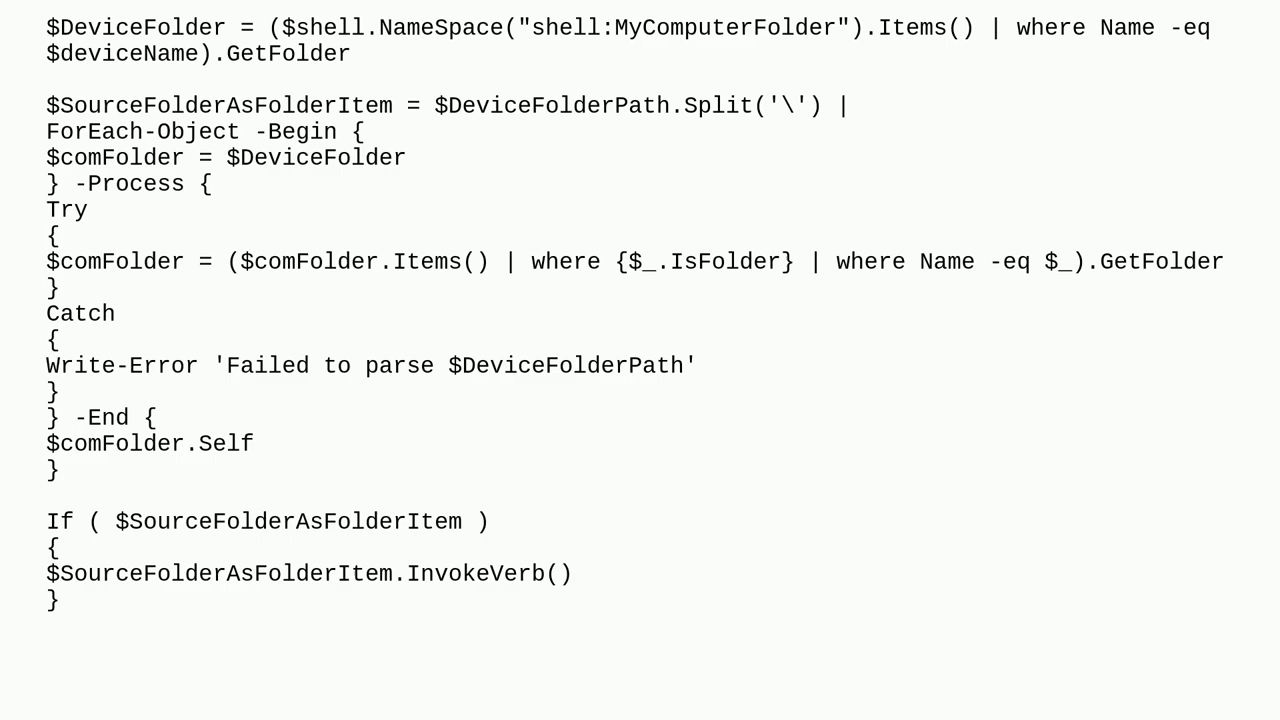 $DeviceFolder = ($shell.NameSpace("shell:MyComputerFolder").Items() | where Name -eq
$deviceName).GetFolder
$SourceFolderAsFolderItem = $DeviceFolderPath.Split('\') |
ForEach-Object -Begin {
$comFolder = $DeviceFolder
} -Process {
Try
{
$comFolder = ($comFolder.Items() | where {$_.IsFolder} | where Name -eq $_).GetFolder
}
Catch
{
Write-Error 'Failed to parse $DeviceFolderPath'
}
} -End {
$comFolder.Self
}
If ( $SourceFolderAsFolderItem )
{
$SourceFolderAsFolderItem.InvokeVerb()
}